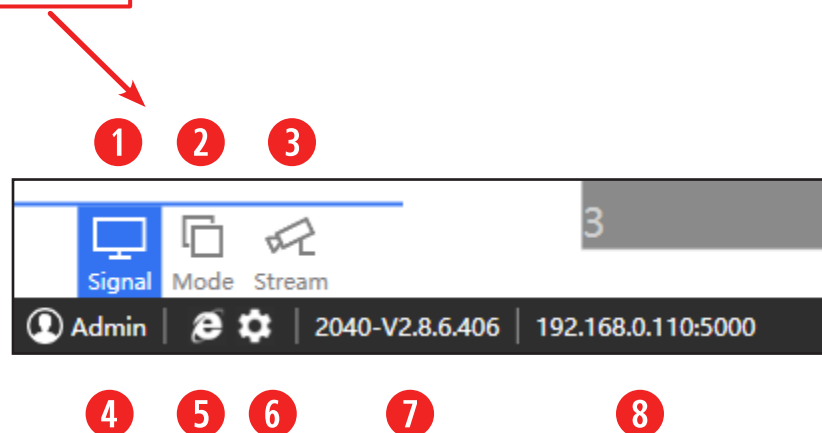 1 2 3
3
Signal Mode Stream
Admin | 2040-V2.8.6.406 | 192.168.0.110:5000
4 5 6 7 8